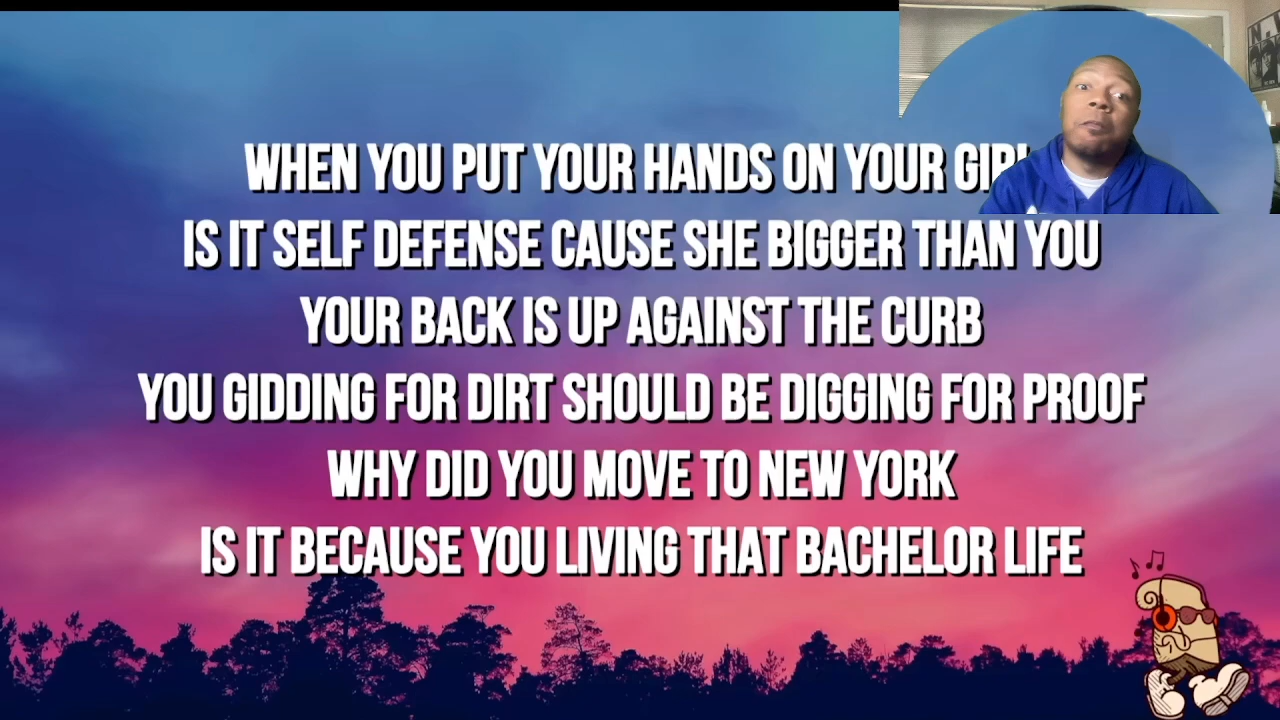 WHEN YOU PUT YOUR HANDS ON YOUR
IS IT SELF DEFENSE CAUSE SHE BIGGER THAN YOU
YOUR BACK IS UP AGAINST THE CURB
YOU GIDDING FOR DIRT SHOULD BE DIGGING FOR PROOF
WHY DID YOU MOVE TO NEW YORK
IS IT BECAUSE YOU LIVING THAT BACHELOR LIFE